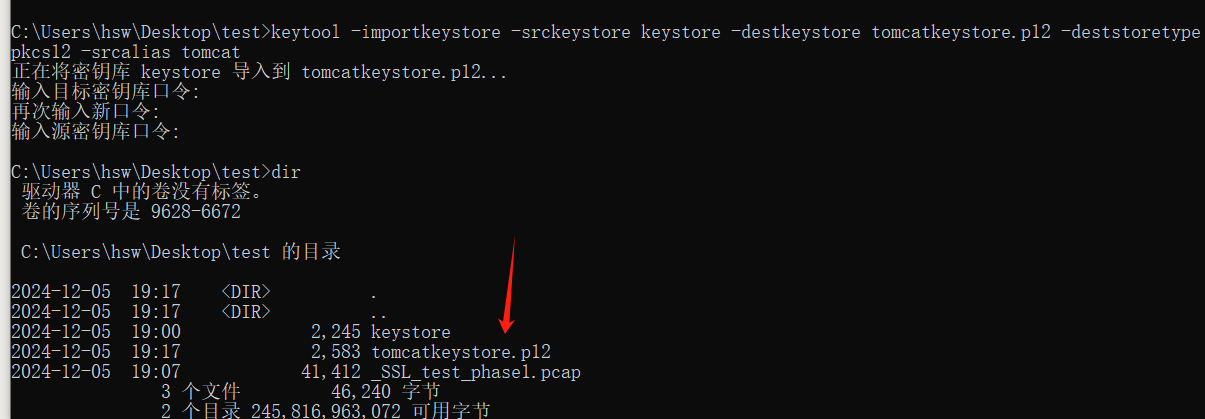 C:\Users\hsw\Desktop\test>keytool -importkeystore -srckeystore keystore -destkeystore tomcatkeystore.p12 -deststoretype
pkcs12 -srcalias tomcat
正在将密钥库 keystore 导入到 tomcatkeystore.p12...
输入目标密钥库口令:
再次输入新口令:
输入源密钥库口令:
C:\Users\hsw\Desktop\test>dir
驱动器 C 中的卷没有标签。
卷的序列号是 9628-6672
C:\Users\hsw\Desktop\test 的目录
2024-12-05  19:17    <DIR>          .
2024-12-05  19:17    <DIR>          ..
2024-12-05  19:00             2,245 keystore
2024-12-05  19:17             2,583 tomcatkeystore.p12
2024-12-05  19:07            41,412 _SSL_test_phase1.pcap
3 个文件         46,240 字节
2 个目录 245,816,963,072 可用字节